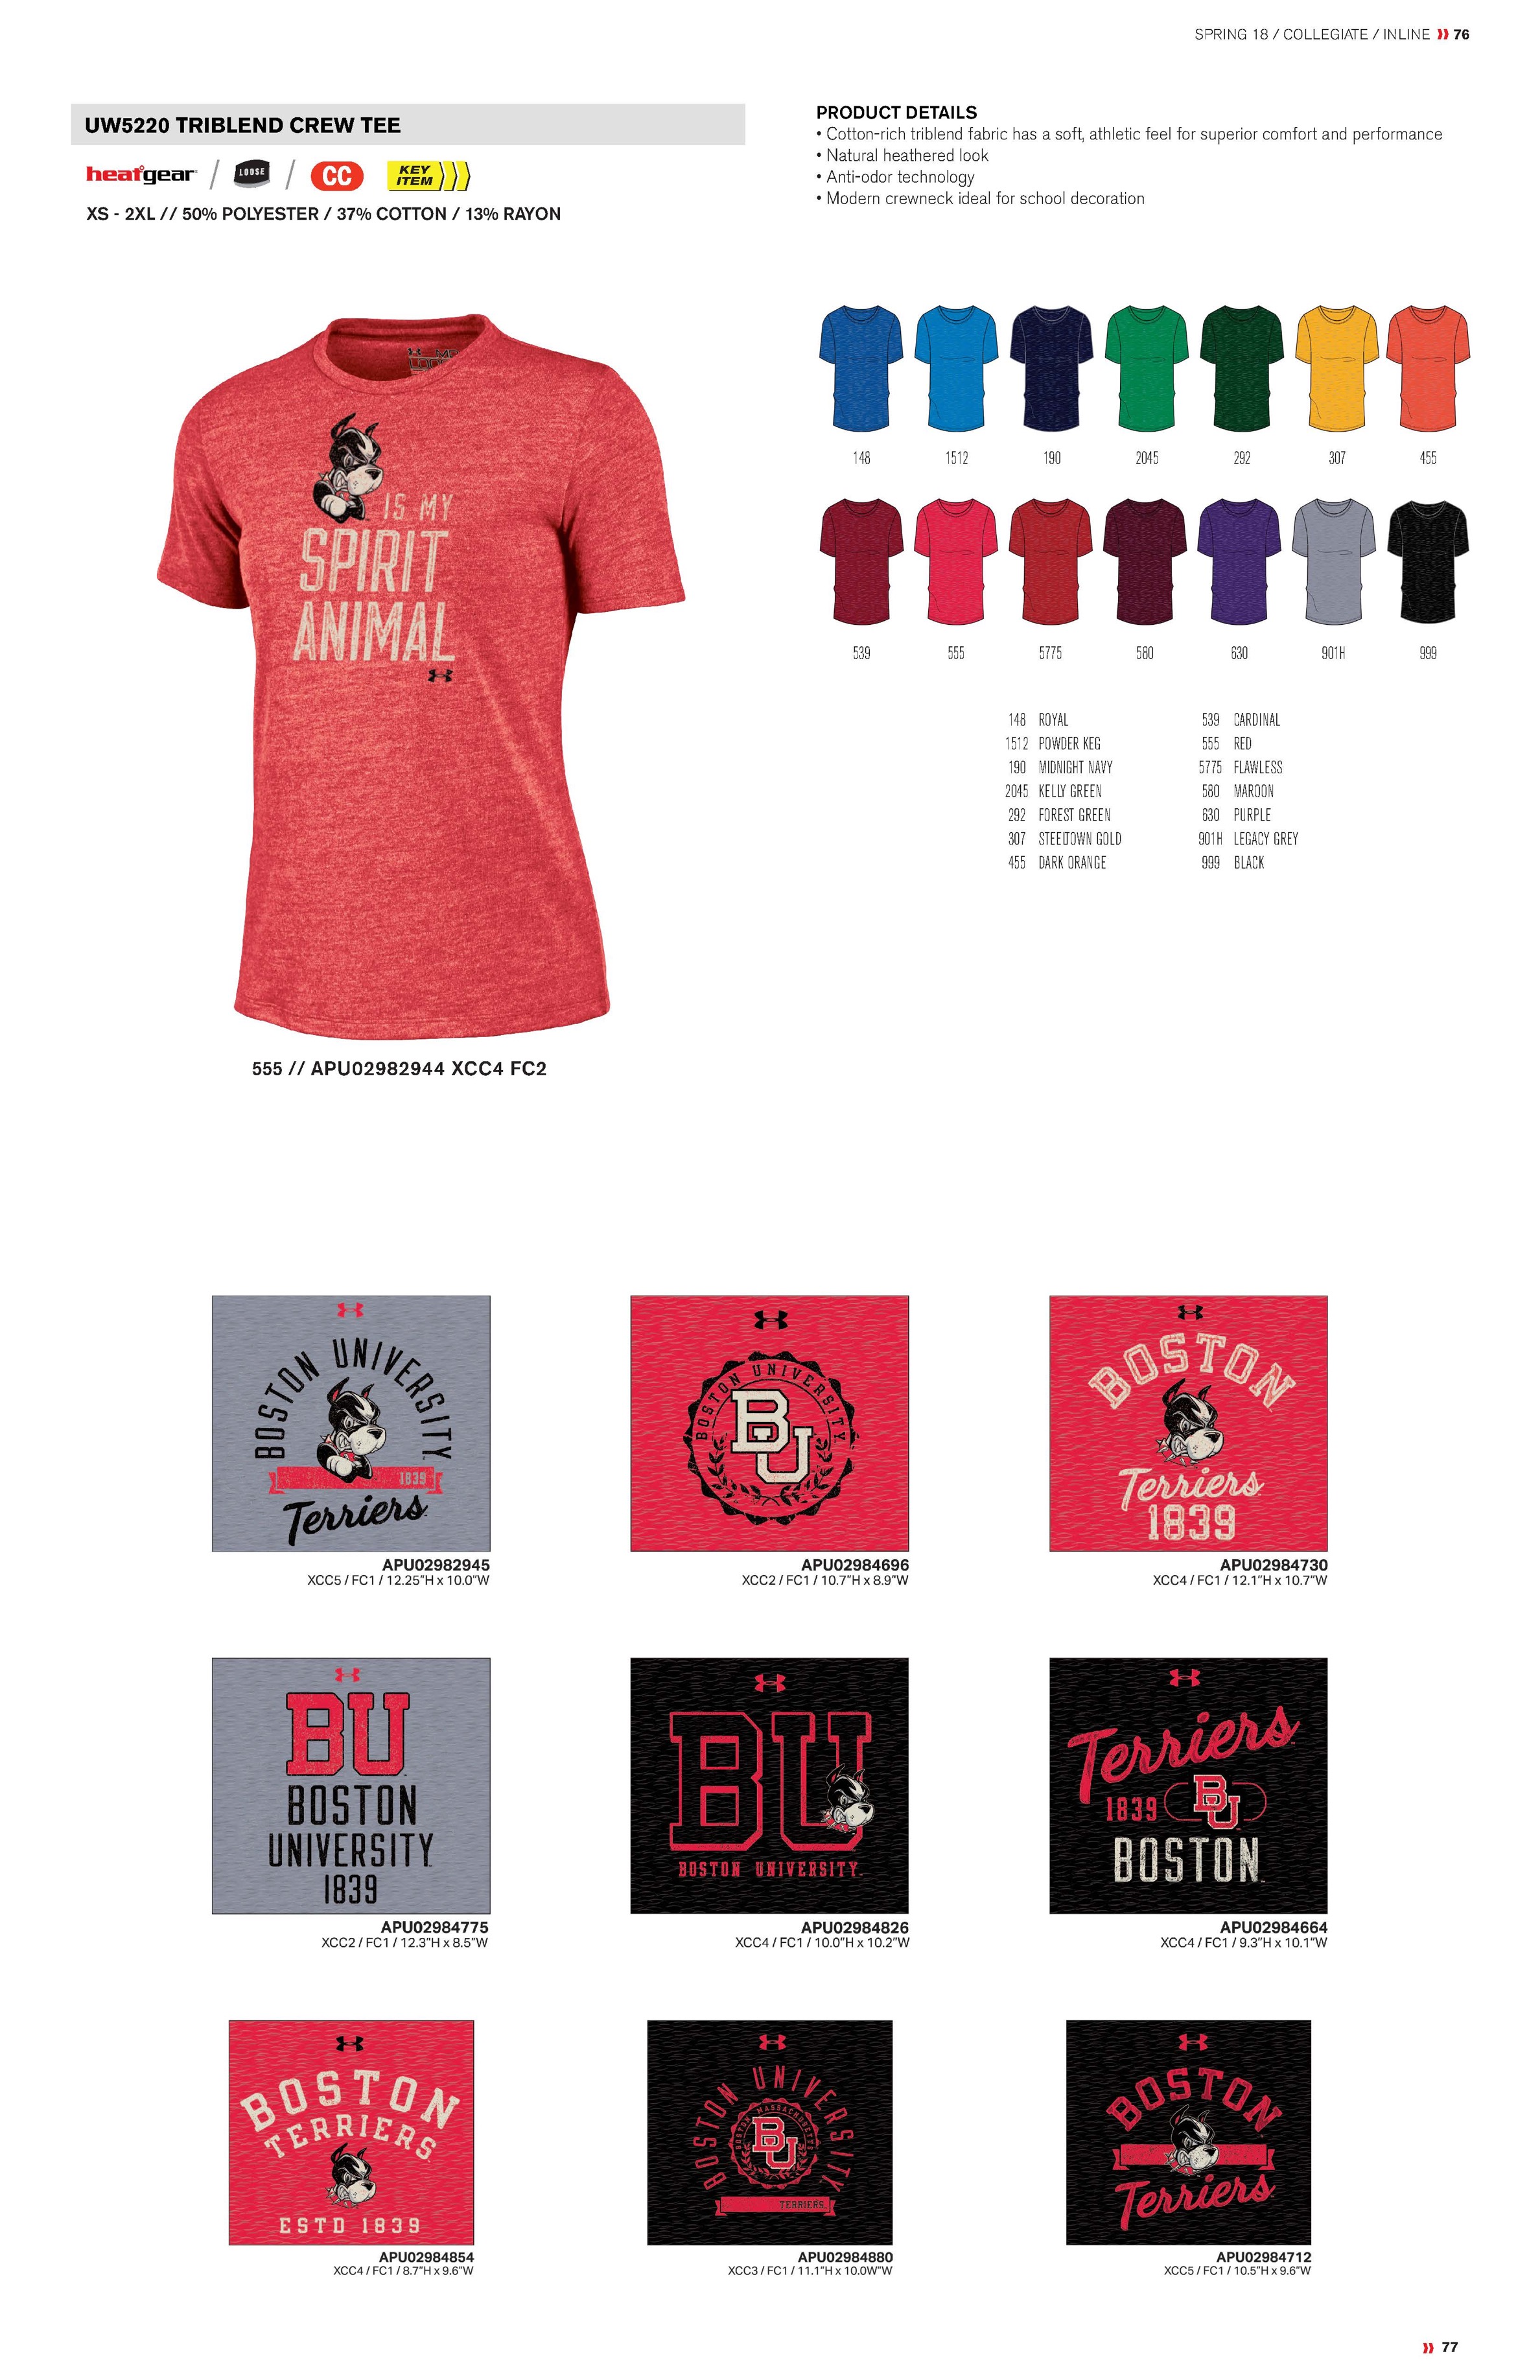 SPRING 18 / COLLEGIATE / INLINE 76
UW5220 TRIBLEND CREW TEE
heatgear / LOOSE / CC KEY ITEM
XS - 2XL // 50% POLYESTER / 37% COTTON / 13% RAYON
PRODUCT DETAILS
• Cotton-rich triblend fabric has a soft, athletic feel for superior comfort and performance
• Natural heathered look
• Anti-odor technology
• Modern crewneck ideal for school decoration
IS MY
SPIRIT
ANIMAL
555 // APU02982944 XCC4 FC2
148 1512 190 2045 292 307 455
539 555 5775 580 630 901H 999
148 ROYAL
1512 POWDER KEG
190 MIDNIGHT NAVY
2045 KELLY GREEN
292 FOREST GREEN
307 STEELTOWN GOLD
455 DARK ORANGE
539 CARDINAL
555 RED
5775 FLAWLESS
580 MAROON
630 PURPLE
901H LEGACY GREY
999 BLACK
BOSTON UNIVERSITY
1839
Terriers
APU02982945
XCC5 / FC1 / 12.25"H x 10.0"W
BOSTON UNIVERSITY
BU
APU02984696
XCC2 / FC1 / 10.7"H x 8.9"W
BOSTON
Terriers
1839
APU02984730
XCC4 / FC1 / 12.1"H x 10.7"W
BU
BOSTON
UNIVERSITY
1839
APU02984775
XCC2 / FC1 / 12.3"H x 8.5"W
BU
BOSTON UNIVERSITY
APU02984826
XCC4 / FC1 / 10.0"H x 10.2"W
Terriers
1839 BU
BOSTON
APU02984664
XCC4 / FC1 / 9.3"H x 10.1"W
BOSTON
TERRIERS
ESTD 1839
APU02984854
XCC4 / FC1 / 8.7"H x 9.6"W
BOSTON UNIVERSITY
BOSTON MASSACHUSETTS
BU
TERRIERS
APU02984880
XCC3 / FC1 / 11.1"H x 10.0W"W
BOSTON
Terriers
APU02984712
XCC5 / FC1 / 10.5"H x 9.6"W
77